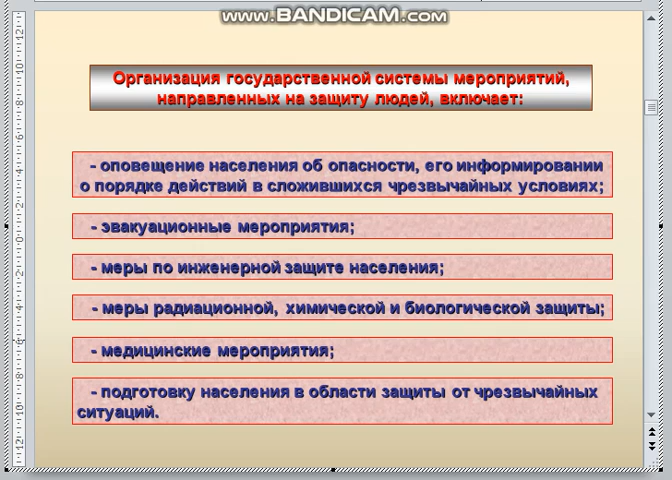 www.BANDICAM.com
Организация государственной системы мероприятий,
направленных на защиту людей, включает:
- оповещение населения об опасности, его информировании
о порядке действий в сложившихся чрезвычайных условиях;
- эвакуационные мероприятия;
- меры по инженерной защите населения;
- меры радиационной, химической и биологической защиты;
- медицинские мероприятия;
- подготовку населения в области защиты от чрезвычайных
ситуаций.